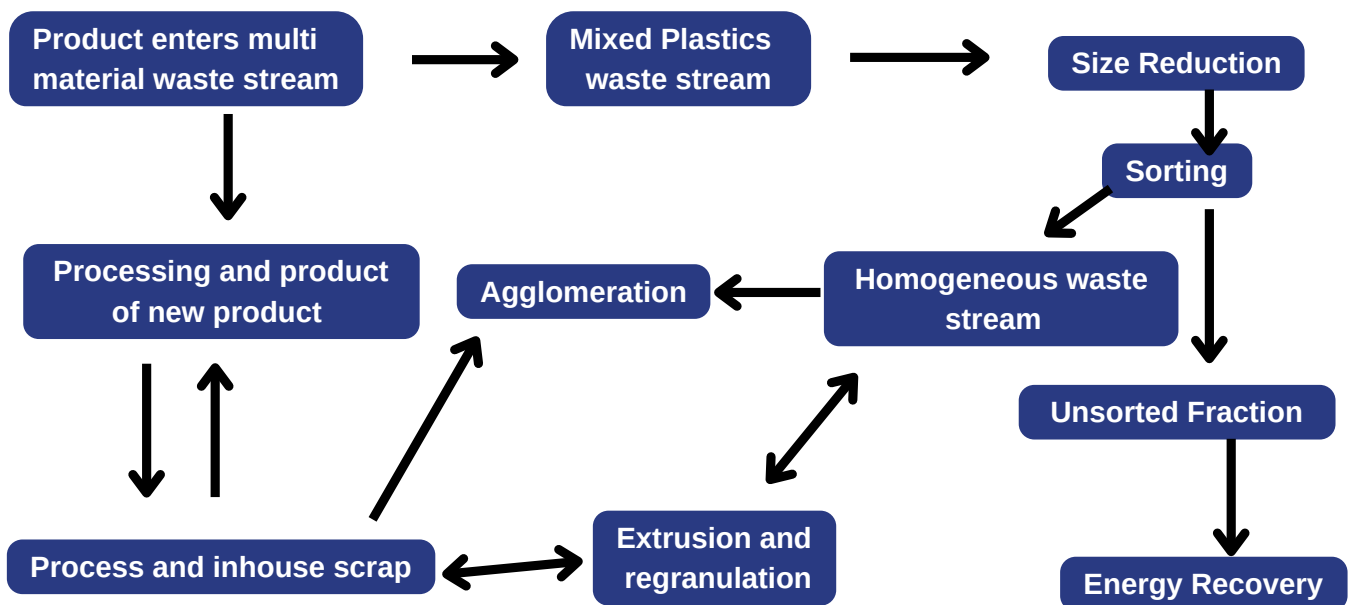 Product enters multi
material waste stream
Mixed Plastics
waste stream
Size Reduction
Sorting
Processing and product
of new product
Agglomeration
Homogeneous waste
stream
Unsorted Fraction
Process and inhouse scrap
Extrusion and
regranulation
Energy Recovery